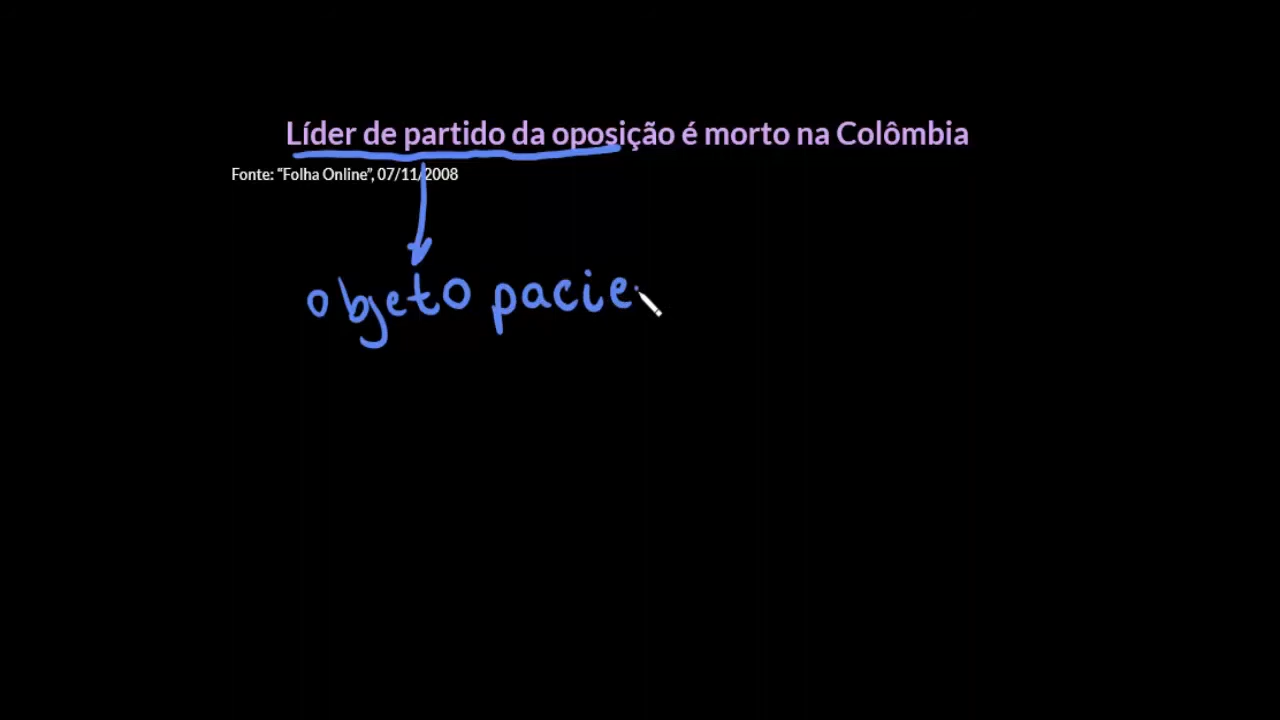 Líder de partido da oposição é morto na Colômbia
Fonte: "Folha Online", 07/11/2008
objeto pacie